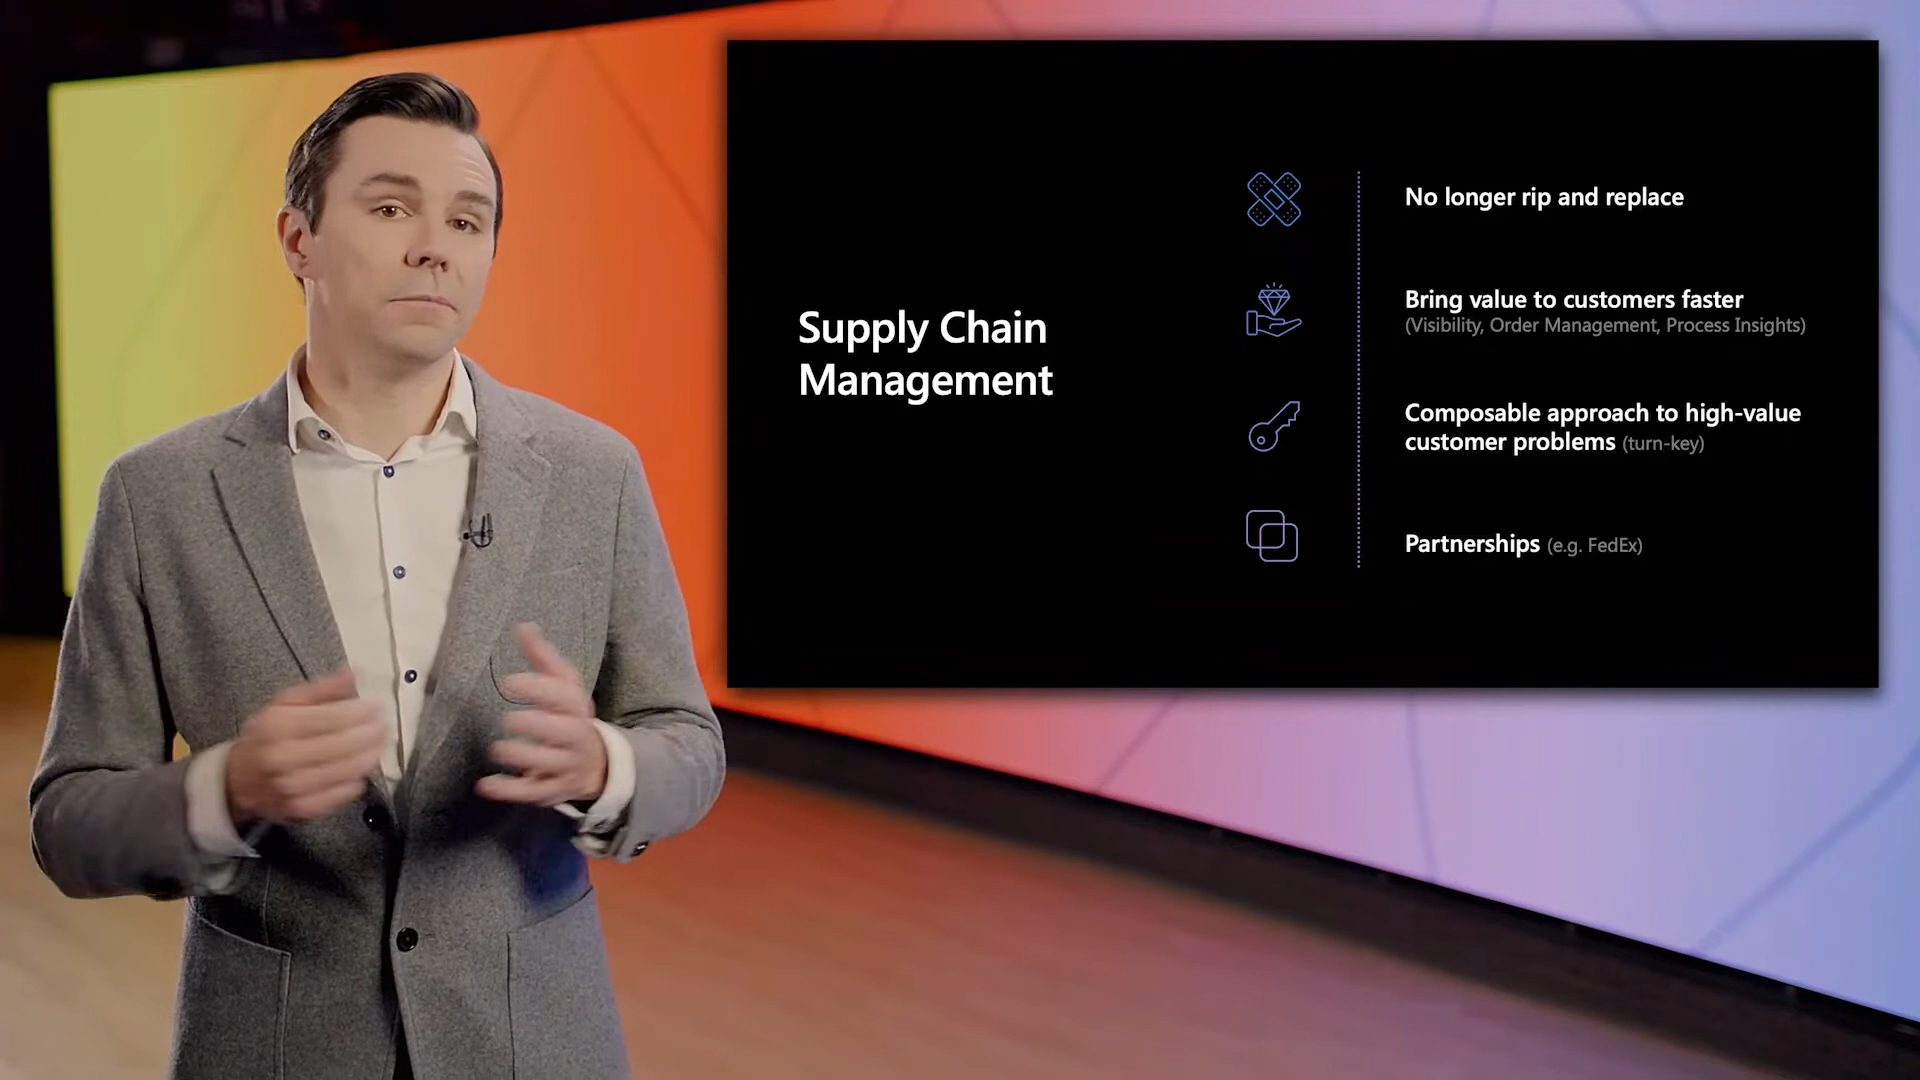 Supply Chain
Management
No longer rip and replace
Bring value to customers faster
(Visibility, Order Management, Process Insights)
Composable approach to high-value
customer problems (turn-key)
Partnerships (e.g. FedEx)